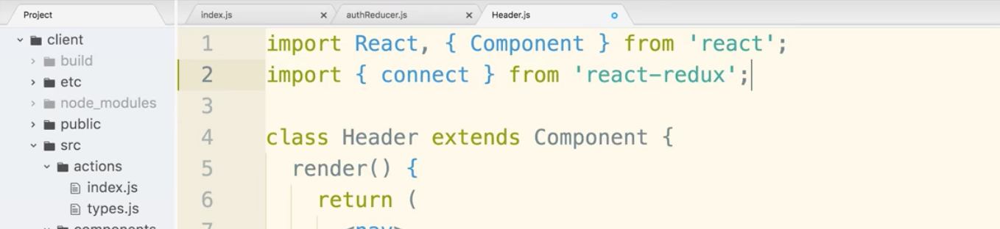 Project
index.js
authReducer.js
Header.js
client
build
etc
node_modules
public
src
actions
index.js
types.js
components
1 import React, { Component } from 'react';
2 import { connect } from 'react-redux';
3
4 class Header extends Component {
5 render() {
6 return (
7 <nav>